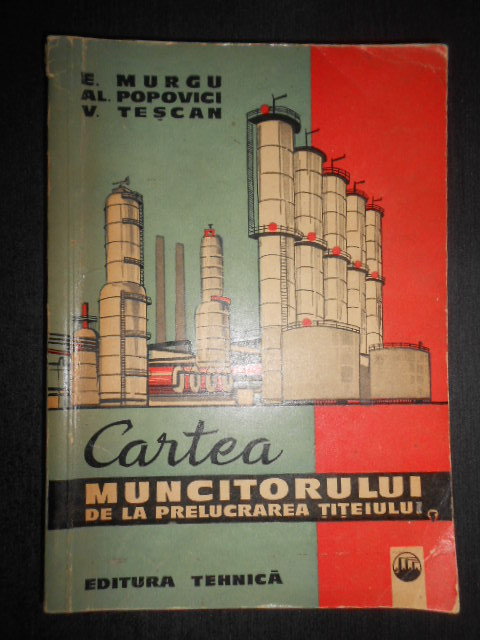 E. MURGU
AL. POPOVICI
V. TEȘCAN
Cartea
MUNCITORULUI
DE LA PRELUCRAREA ȚIȚEIULUI
EDITURA TEHNICĂ